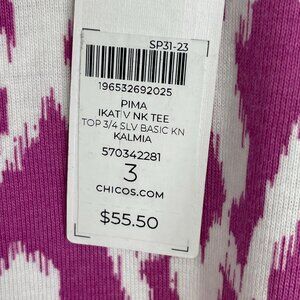 SP31-23
196532692025
PIMA
IKAT V NK TEE
TOP 3/4 SLV BASIC KN
KALMIA
570342281
3
CHICOS.COM
$55.50